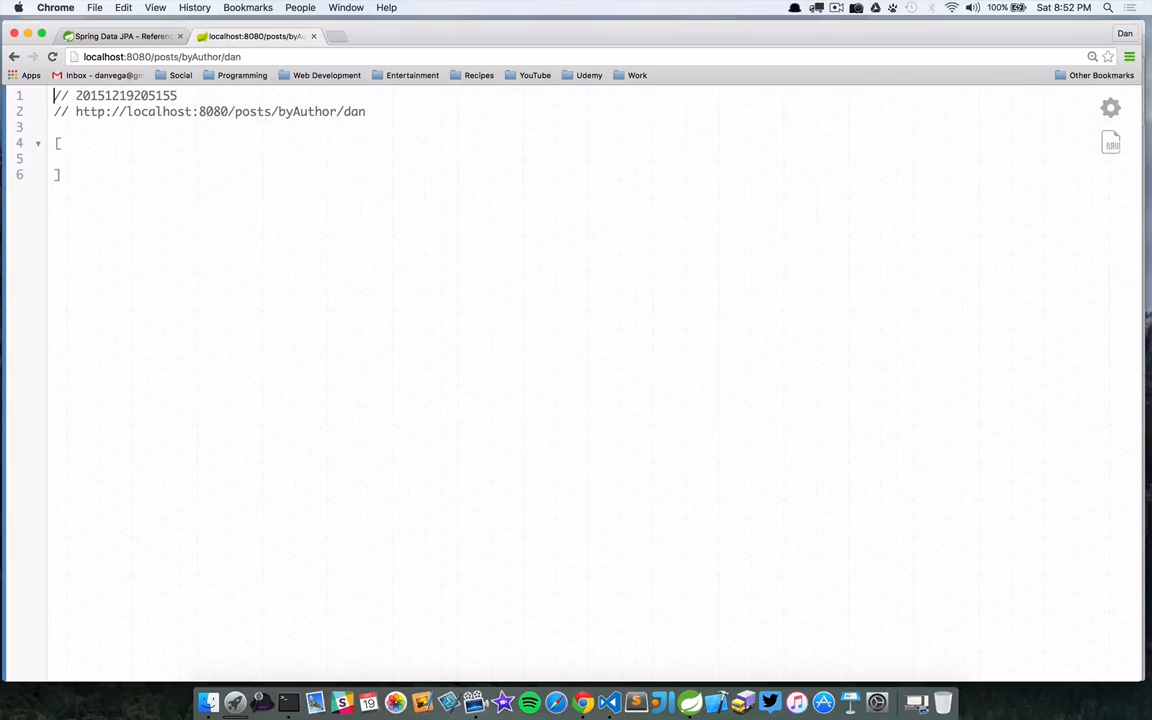 Chrome File Edit View History Bookmarks People Window Help 100% Sat 8:52 PM
Spring Data JPA - Referen localhost:8080/posts/byAu Dan
localhost:8080/posts/byAuthor/dan
Apps Inbox - danvega@gm Social Programming Web Development Entertainment Recipes YouTube Udemy Work Other Bookmarks
1 // 20151219205155
2 // http://localhost:8080/posts/byAuthor/dan
3
4 [
5
6 ]
RAW
19